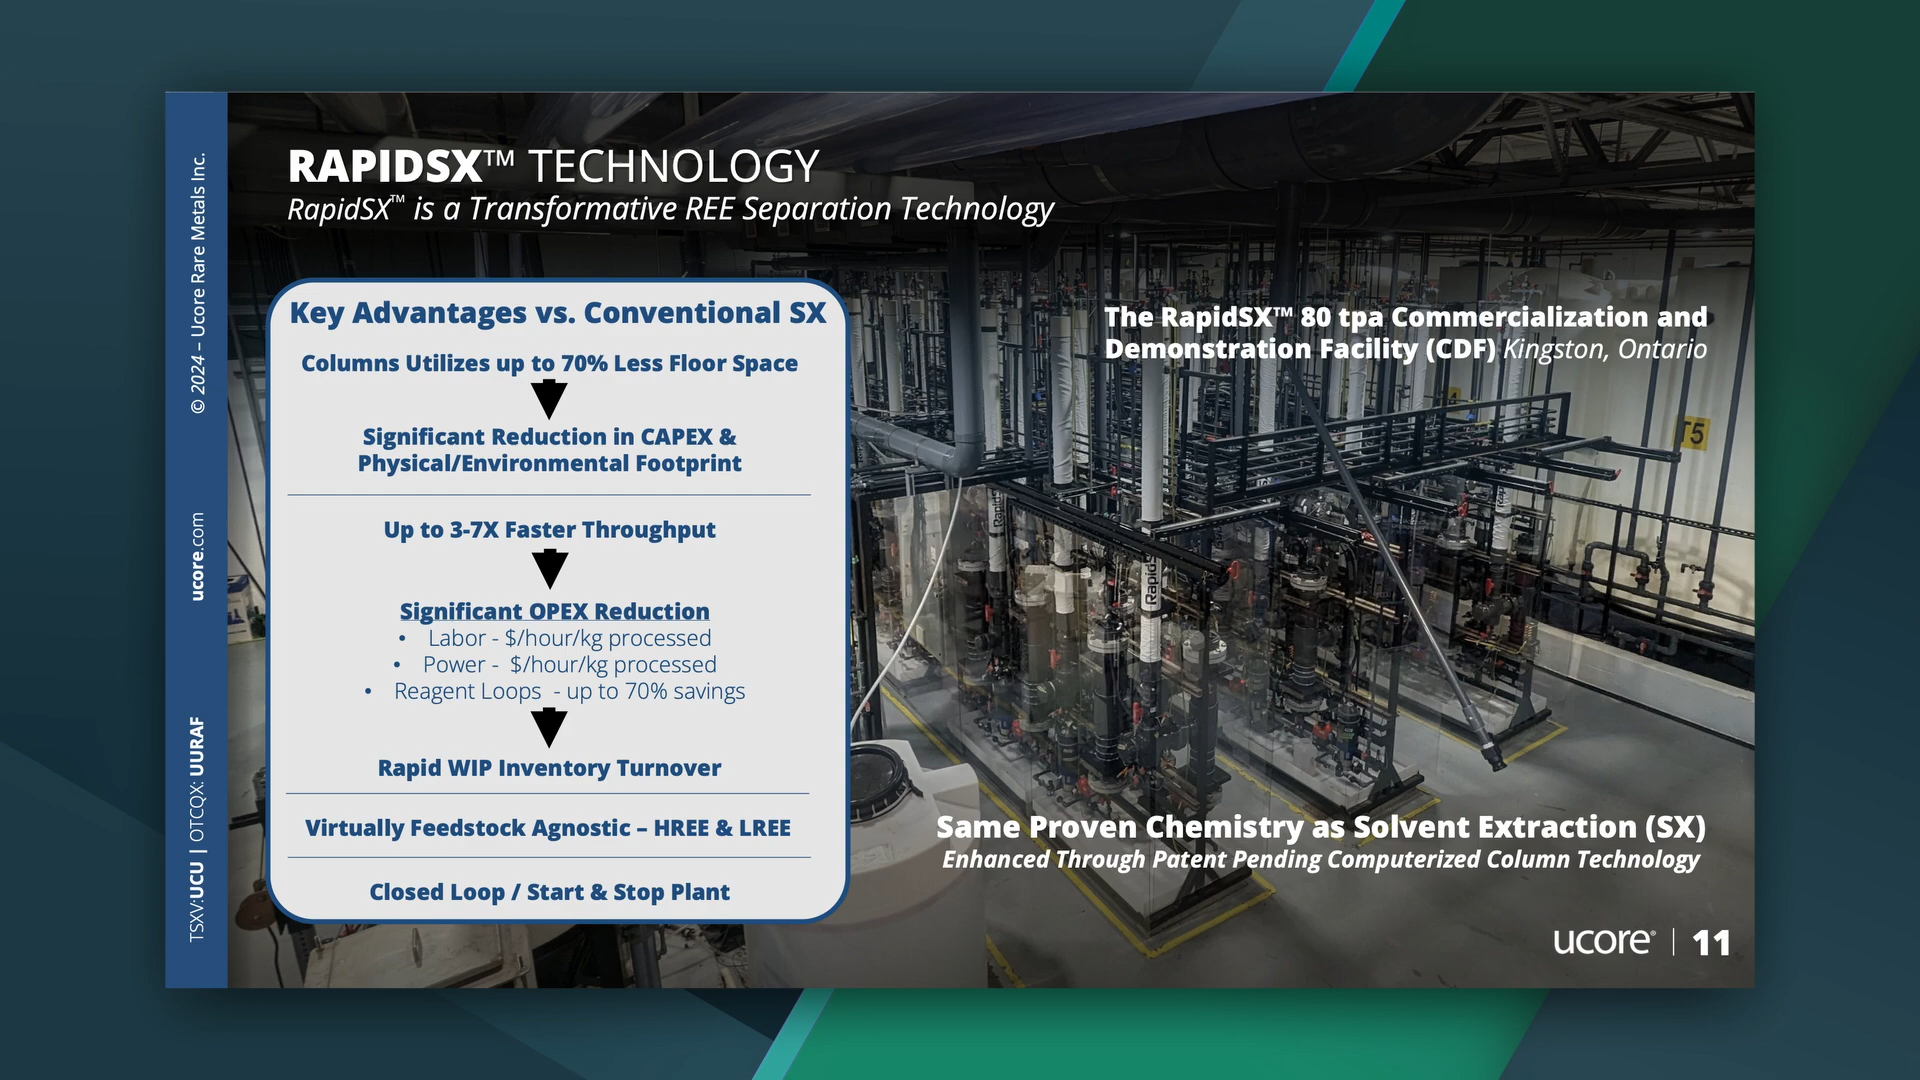 RAPIDSX™ TECHNOLOGY
RapidSX™ is a Transformative REE Separation Technology
Key Advantages vs. Conventional SX
Columns Utilizes up to 70% Less Floor Space
Significant Reduction in CAPEX &
Physical/Environmental Footprint
Up to 3-7X Faster Throughput
Significant OPEX Reduction
• Labor - $/hour/kg processed
• Power - $/hour/kg processed
• Reagent Loops - up to 70% savings
Rapid WIP Inventory Turnover
Virtually Feedstock Agnostic – HREE & LREE
Closed Loop / Start & Stop Plant
The RapidSX™ 80 tpa Commercialization and
Demonstration Facility (CDF) Kingston, Ontario
T5
Rapids
Same Proven Chemistry as Solvent Extraction (SX)
Enhanced Through Patent Pending Computerized Column Technology
ucore® | 11
© 2024 – Ucore Rare Metals Inc.
ucore.com
TSXV:UCU | OTCQX: UURAF